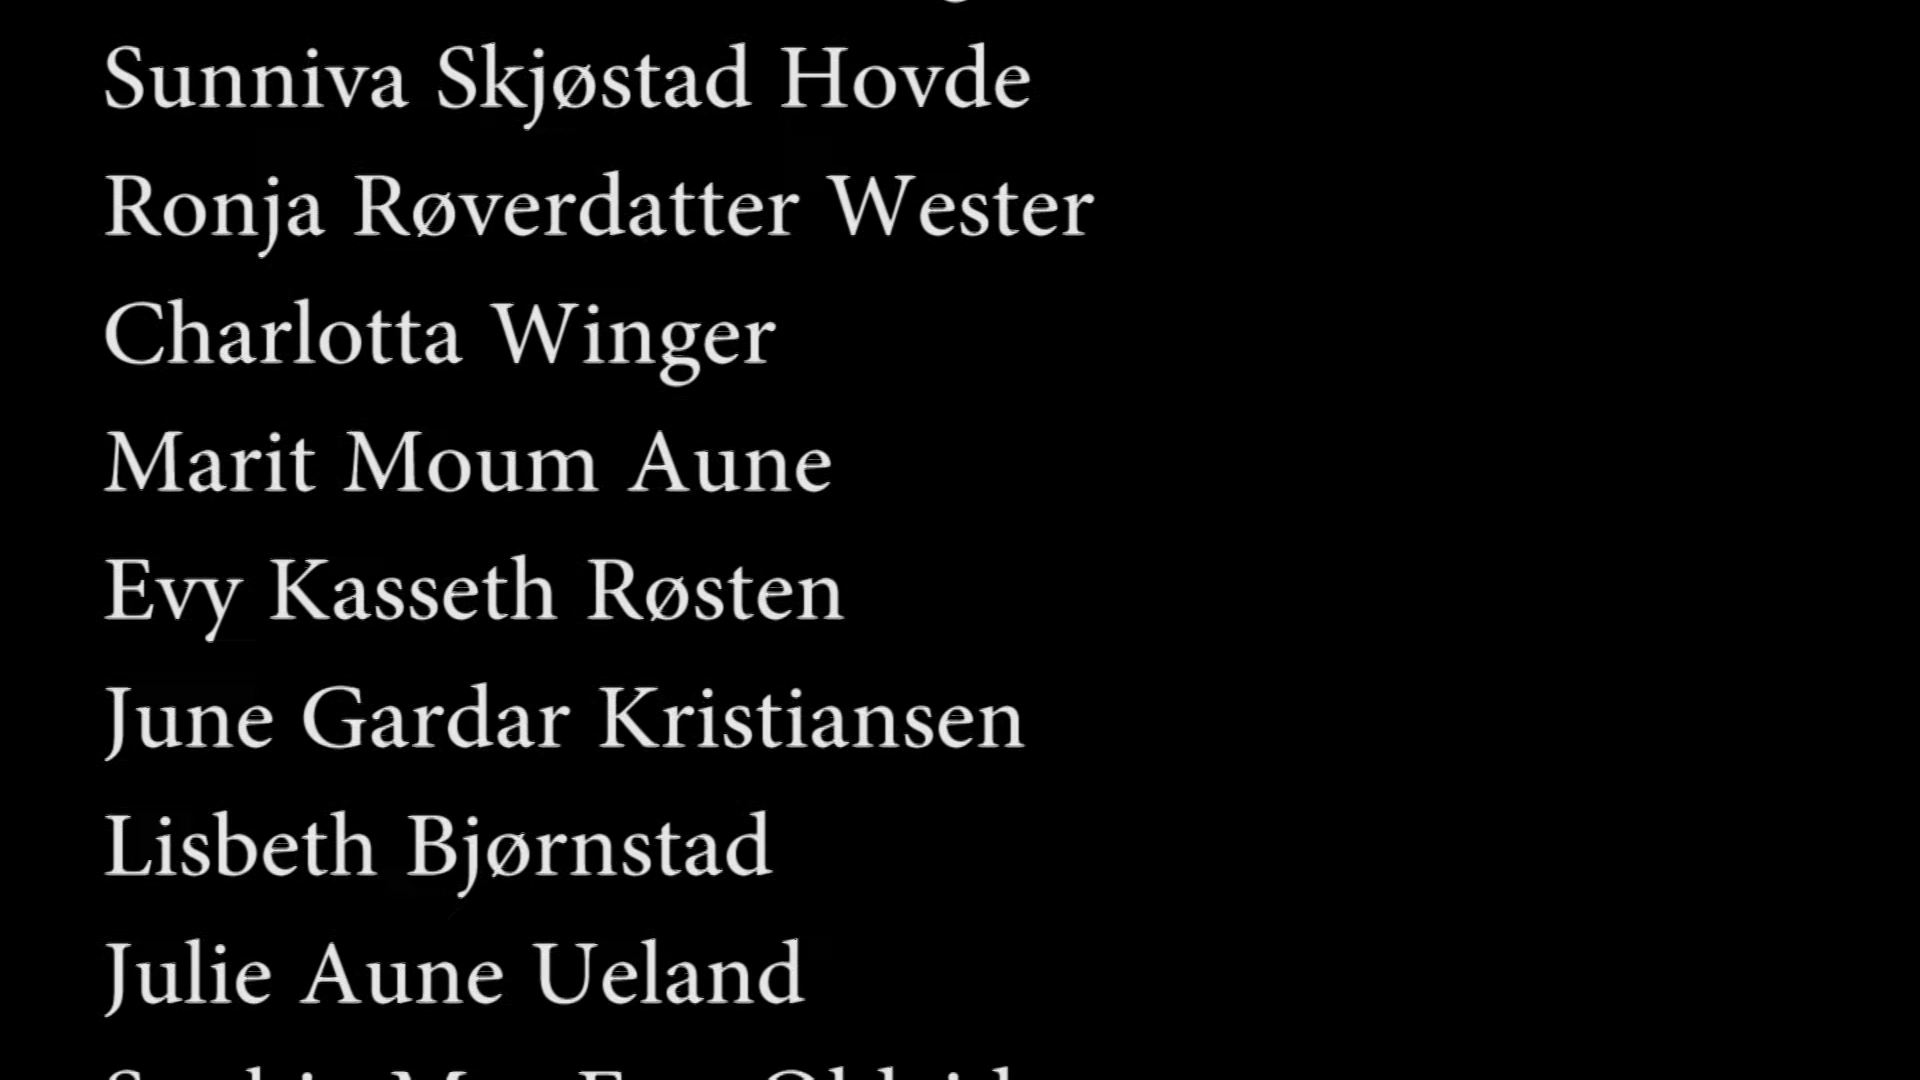 Sunniva Skjøstad Hovde
Ronja Røverdatter Wester
Charlotta Winger
Marit Moum Aune
Evy Kasseth Røsten
June Gardar Kristiansen
Lisbeth Bjørnstad
Julie Aune Ueland